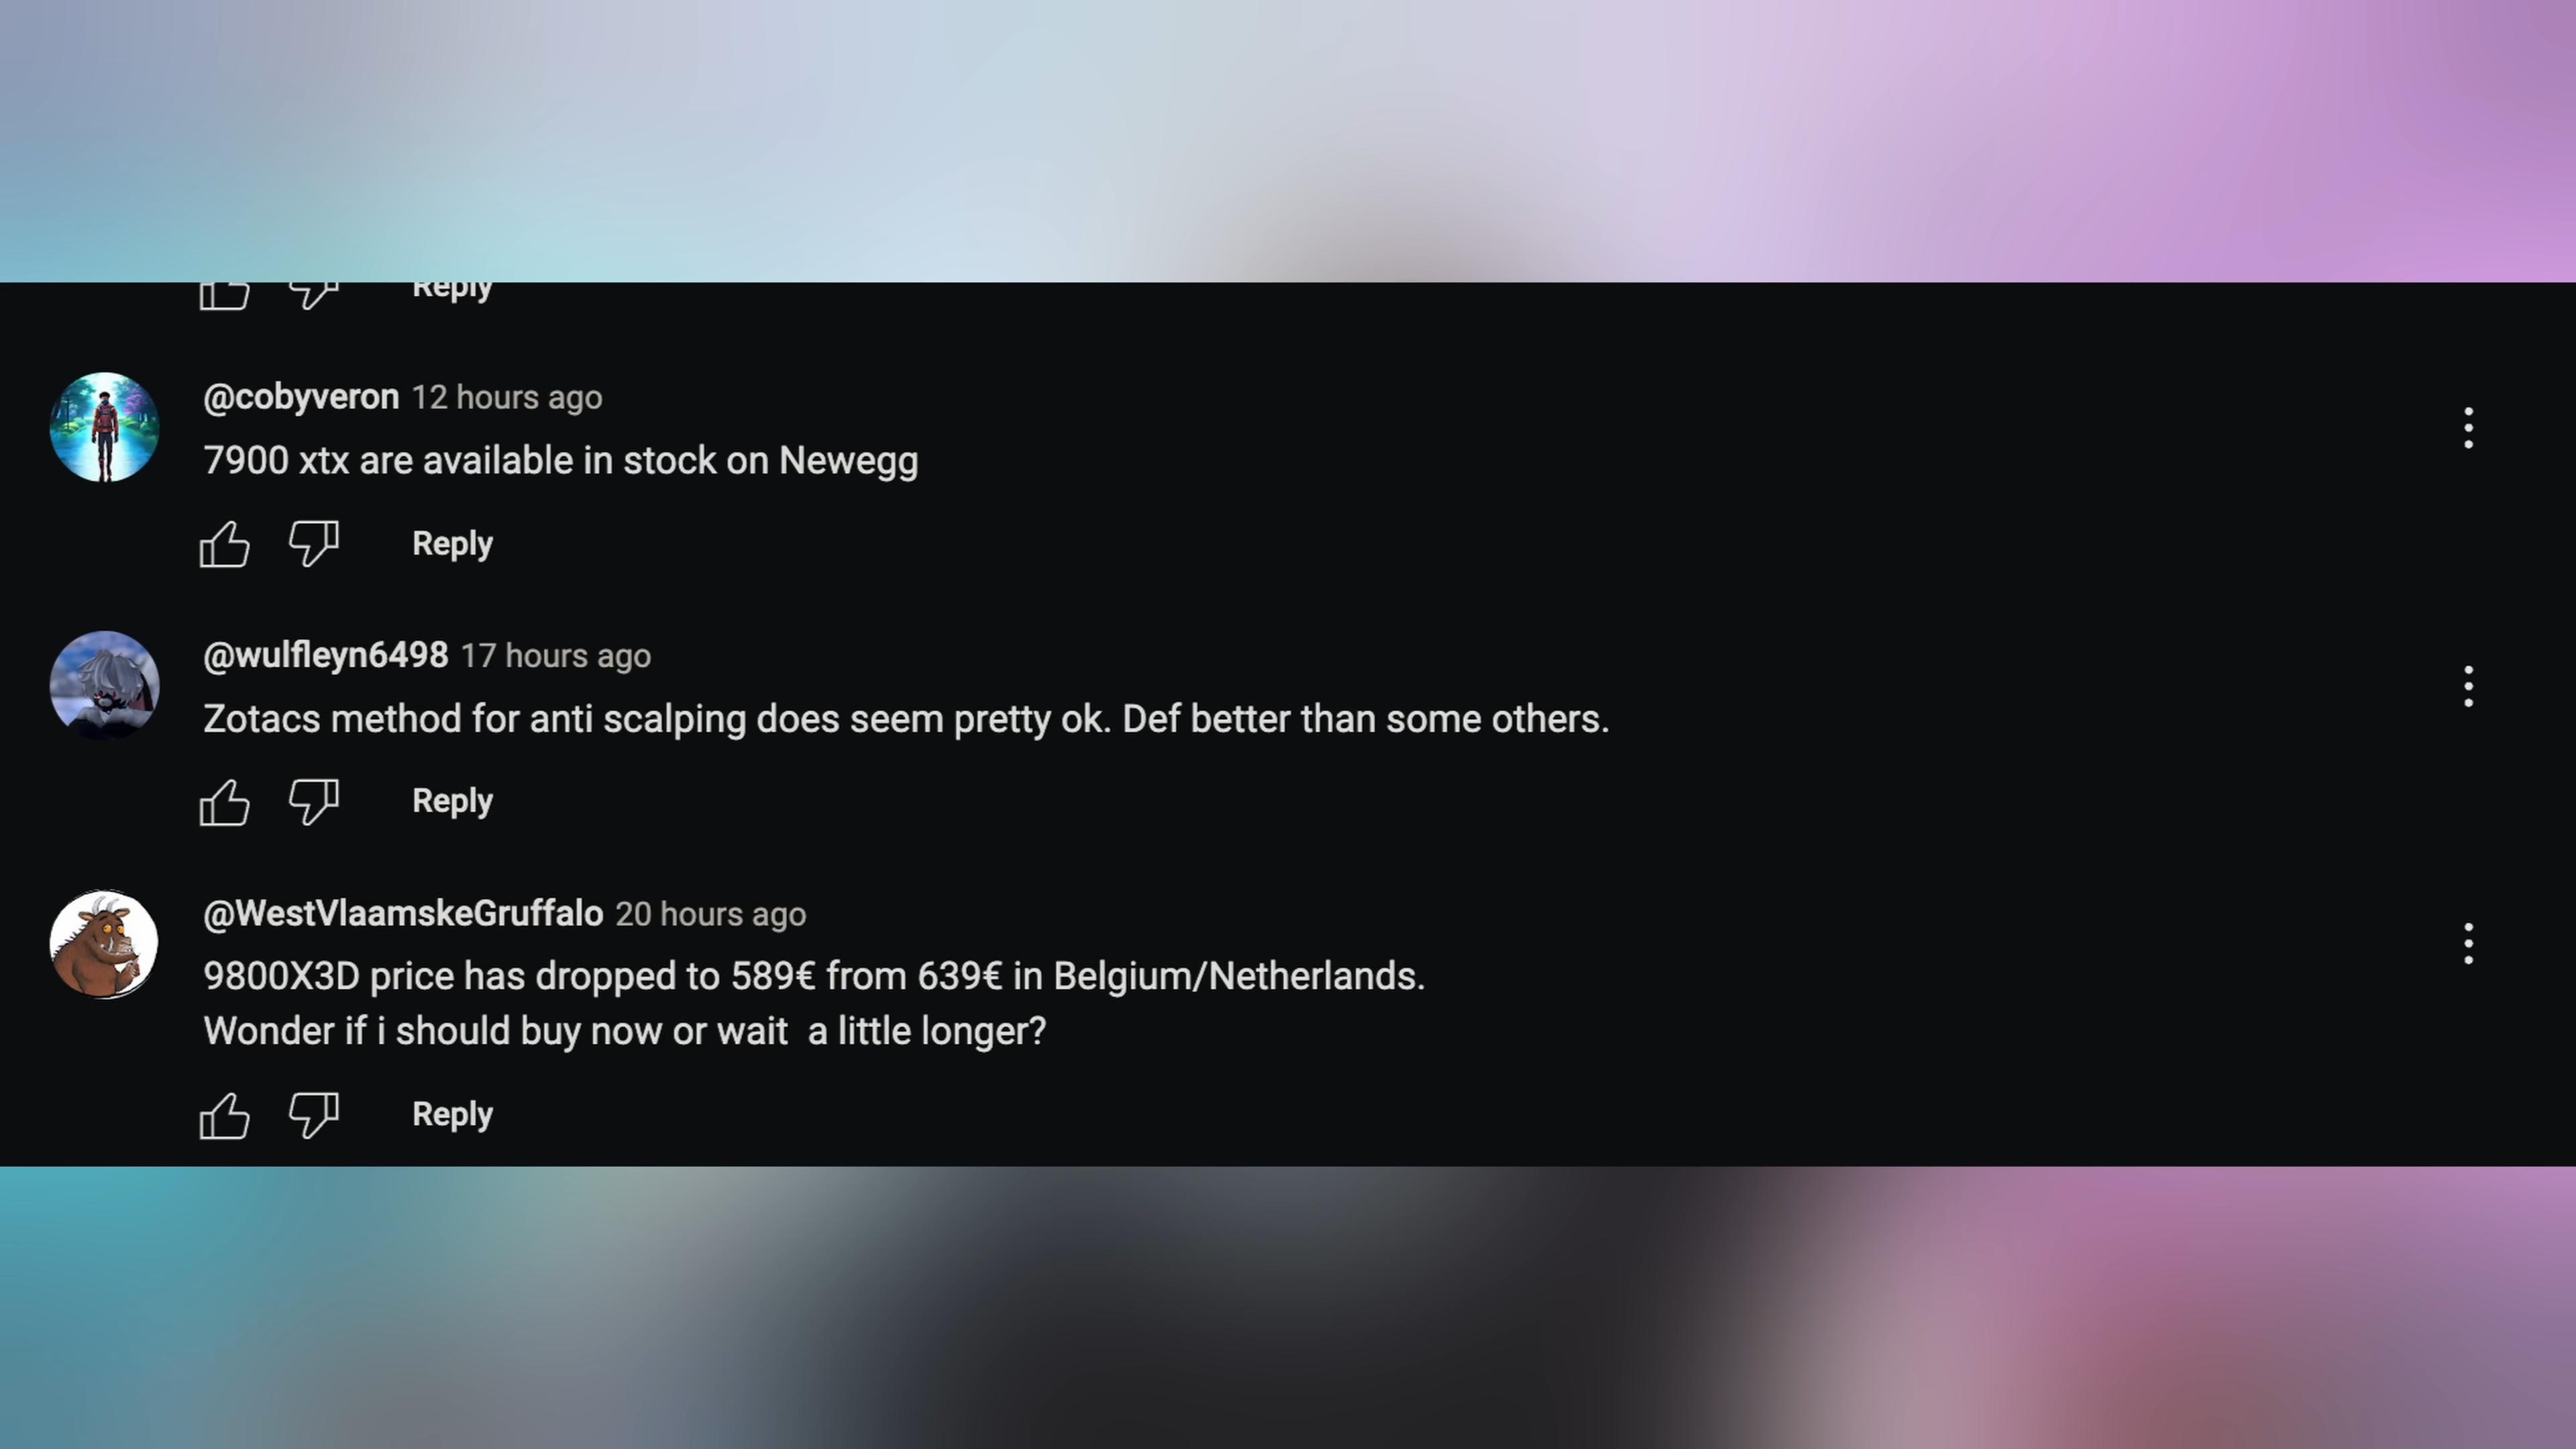 Reply
@cobyveron 12 hours ago
7900 xtx are available in stock on Newegg
Reply
@wulfleyn6498 17 hours ago
Zotacs method for anti scalping does seem pretty ok. Def better than some others.
Reply
@WestVlaamskeGruffalo 20 hours ago
9800X3D price has dropped to 589€ from 639€ in Belgium/Netherlands.
Wonder if i should buy now or wait  a little longer?
Reply